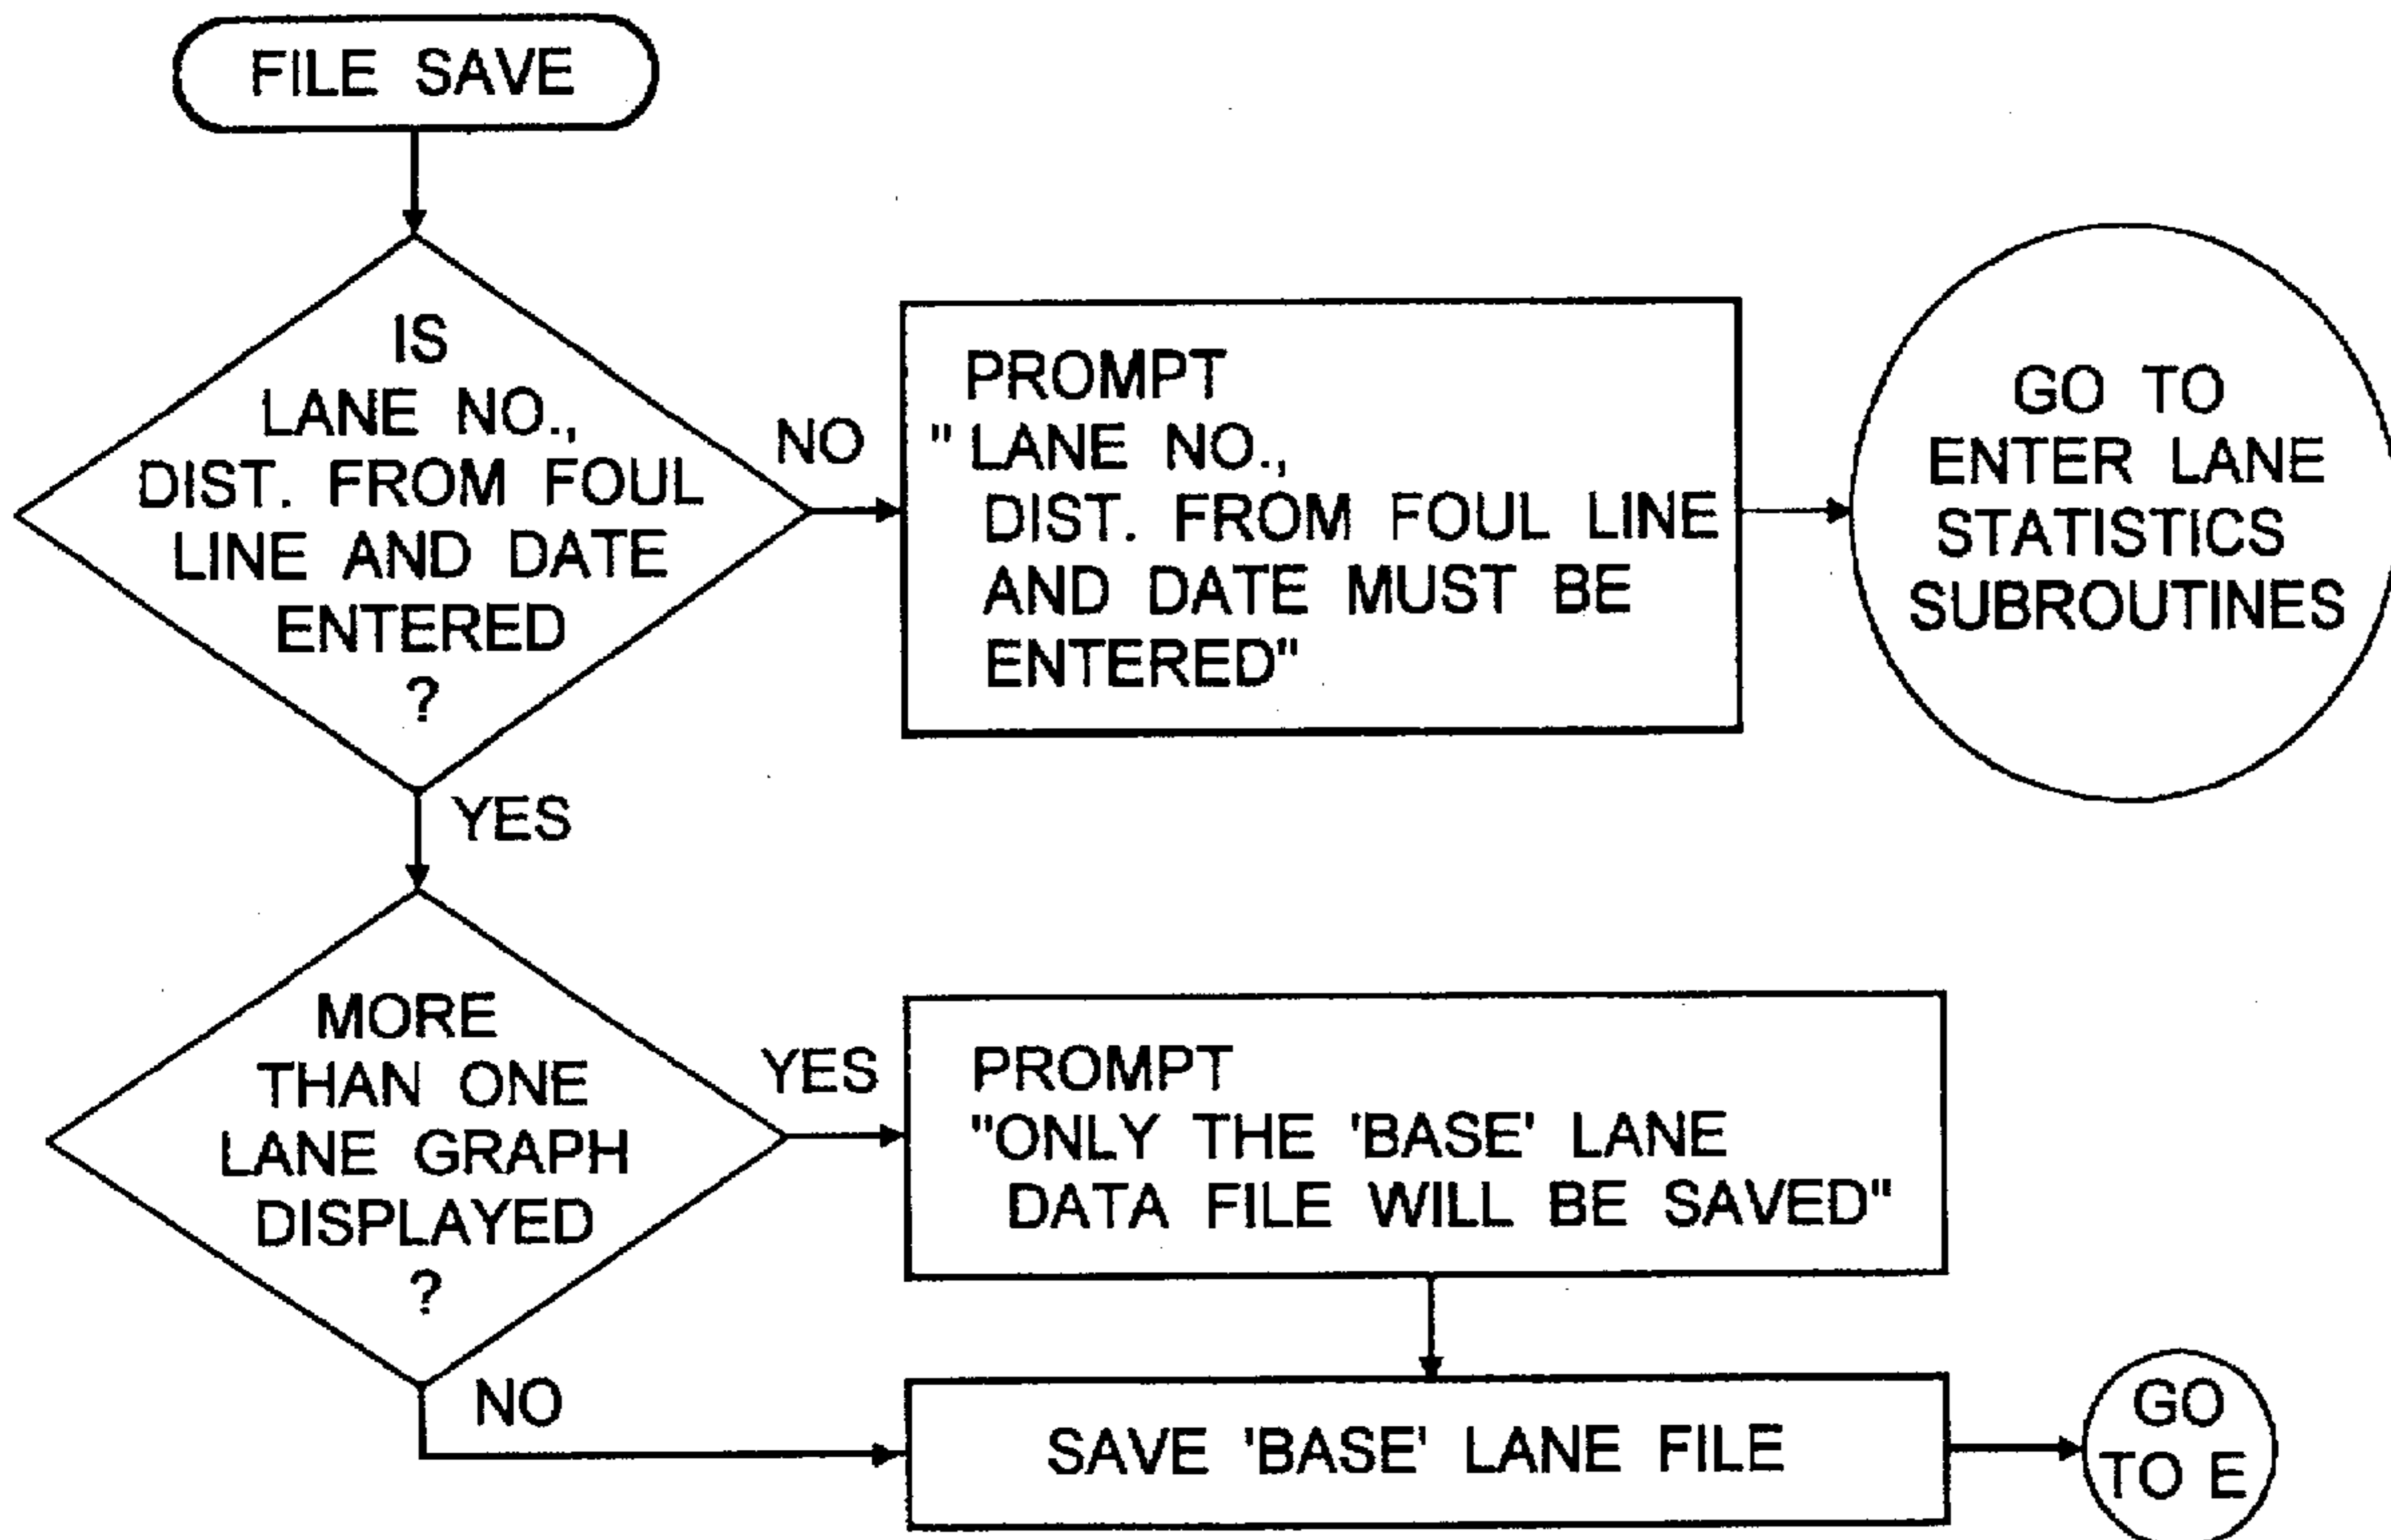 FILE SAVE
IS
LANE NO.,
DIST. FROM FOUL
LINE AND DATE
ENTERED
?
NO
PROMPT
" LANE NO.,
DIST. FROM FOUL LINE
AND DATE MUST BE
ENTERED"
GO TO
ENTER LANE
STATISTICS
SUBROUTINES
YES
MORE
THAN ONE
LANE GRAPH
DISPLAYED
?
YES
PROMPT
"ONLY THE 'BASE' LANE
DATA FILE WILL BE SAVED"
NO
SAVE 'BASE' LANE FILE
GO
TO E